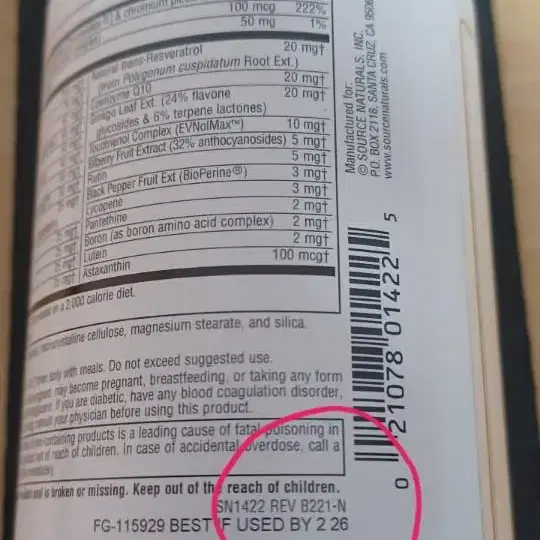 & chromium
100 mcg 222%
50 mg 1%
Natural trans-Resveratrol 20 mg†
(from Polygonum cuspidatum Root Ext.)
Coenzyme Q10 20 mg†
Ginkgo Leaf Ext. (24% flavone 20 mg†
glycosides & 6% terpene lactones)
Tocotrienol Complex (EVNolMax™) 10 mg†
Bilberry Fruit Extract (32% anthocyanosides) 5 mg†
Rutin 5 mg†
Black Pepper Fruit Ext (BioPerine®) 3 mg†
Lycopene 3 mg†
Pantethine 2 mg†
Boron (as boron amino acid complex) 2 mg†
Lutein 2 mg†
Astaxanthin 100 mcg†
on a 2,000 calorie diet.
cellulose, magnesium stearate, and silica.
with meals. Do not exceed suggested use.
may become pregnant, breastfeeding, or taking any form
If you are diabetic, have any blood coagulation disorder,
your physician before using this product.
products is a leading cause of fatal poisoning in
out of reach of children. In case of accidental overdose, call a
seal is broken or missing. Keep out of the reach of children.
SN1422 REV B221-N
FG-115929 BEST IF USED BY 2 26
Manufactured for:
© SOURCE NATURALS, INC.
P.O. BOX 2118, SANTA CRUZ, CA
www.sourcenaturals.com
0 21078 01422 5